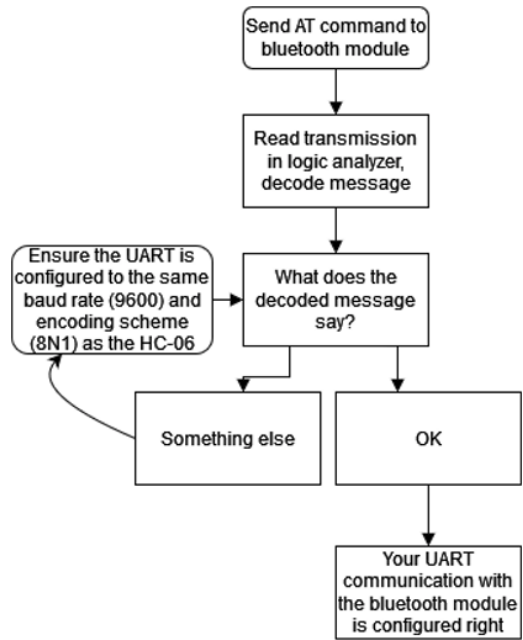 Send AT command to
bluetooth module
Read transmission
in logic analyzer,
decode message
Ensure the UART is
configured to the same
baud rate (9600) and
encoding scheme
(8N1) as the HC-06
What does the
decoded message
say?
Something else
OK
Your UART
communication with
the bluetooth module
is configured right